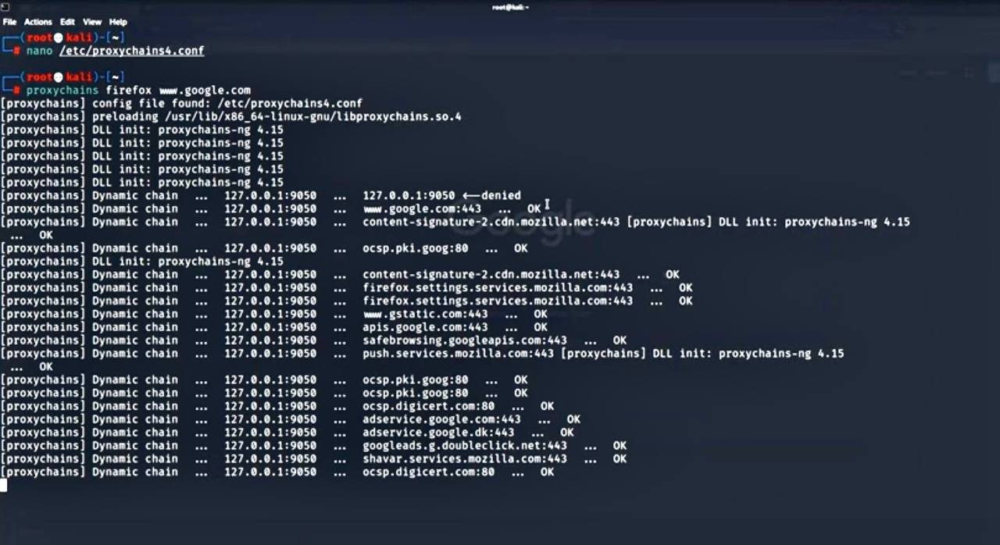 root@kali: ~
File Actions Edit View Help
┌──(root💀kali)-[~]
└─# nano /etc/proxychains4.conf
┌──(root💀kali)-[~]
└─# proxychains firefox www.google.com
[proxychains] config file found: /etc/proxychains4.conf
[proxychains] preloading /usr/lib/x86_64-linux-gnu/libproxychains.so.4
[proxychains] DLL init: proxychains-ng 4.15
[proxychains] DLL init: proxychains-ng 4.15
[proxychains] DLL init: proxychains-ng 4.15
[proxychains] DLL init: proxychains-ng 4.15
[proxychains] DLL init: proxychains-ng 4.15
[proxychains] Dynamic chain ... 127.0.0.1:9050 ... 127.0.0.1:9050 <--denied
[proxychains] Dynamic chain ... 127.0.0.1:9050 ... www.google.com:443 ... OK
Google
[proxychains] Dynamic chain ... 127.0.0.1:9050 ... content-signature-2.cdn.mozilla.net:443 [proxychains] DLL init: proxychains-ng 4.15
... OK
[proxychains] Dynamic chain ... 127.0.0.1:9050 ... ocsp.pki.goog:80 ... OK
[proxychains] DLL init: proxychains-ng 4.15
[proxychains] Dynamic chain ... 127.0.0.1:9050 ... content-signature-2.cdn.mozilla.net:443 ... OK
[proxychains] Dynamic chain ... 127.0.0.1:9050 ... firefox.settings.services.mozilla.com:443 ... OK
[proxychains] Dynamic chain ... 127.0.0.1:9050 ... firefox.settings.services.mozilla.com:443 ... OK
[proxychains] Dynamic chain ... 127.0.0.1:9050 ... www.gstatic.com:443 ... OK
[proxychains] Dynamic chain ... 127.0.0.1:9050 ... apis.google.com:443 ... OK
[proxychains] Dynamic chain ... 127.0.0.1:9050 ... safebrowsing.googleapis.com:443 ... OK
[proxychains] Dynamic chain ... 127.0.0.1:9050 ... push.services.mozilla.com:443 [proxychains] DLL init: proxychains-ng 4.15
... OK
[proxychains] Dynamic chain ... 127.0.0.1:9050 ... ocsp.pki.goog:80 ... OK
[proxychains] Dynamic chain ... 127.0.0.1:9050 ... ocsp.pki.goog:80 ... OK
[proxychains] Dynamic chain ... 127.0.0.1:9050 ... ocsp.digicert.com:80 ... OK
[proxychains] Dynamic chain ... 127.0.0.1:9050 ... adservice.google.com:443 ... OK
[proxychains] Dynamic chain ... 127.0.0.1:9050 ... adservice.google.dk:443 ... OK
[proxychains] Dynamic chain ... 127.0.0.1:9050 ... googleads.g.doubleclick.net:443 ... OK
[proxychains] Dynamic chain ... 127.0.0.1:9050 ... shavar.services.mozilla.com:443 ... OK
[proxychains] Dynamic chain ... 127.0.0.1:9050 ... ocsp.digicert.com:80 ... OK